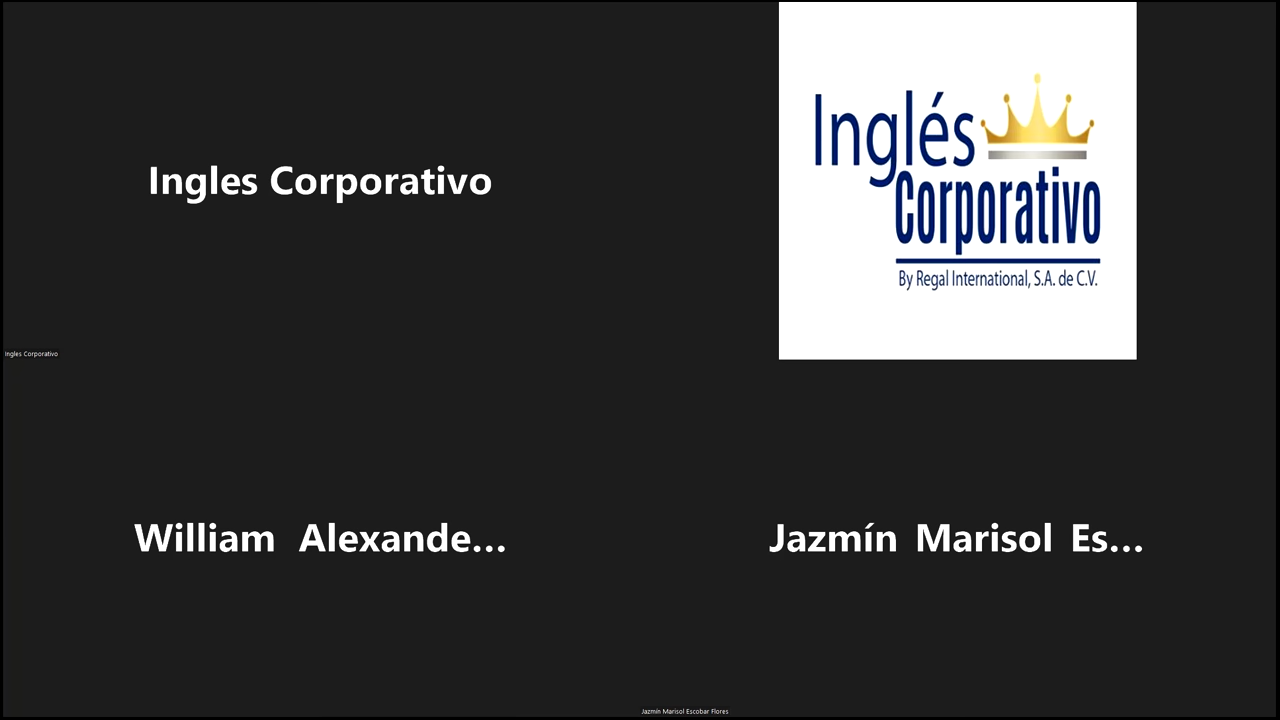 Ingles Corporativo
Inglés
Corporativo
By Regal International, S.A. de C.V.
Ingles Corporativo
William Alexande...
Jazmín Marisol Es...
Jazmín Marisol Escobar Flores